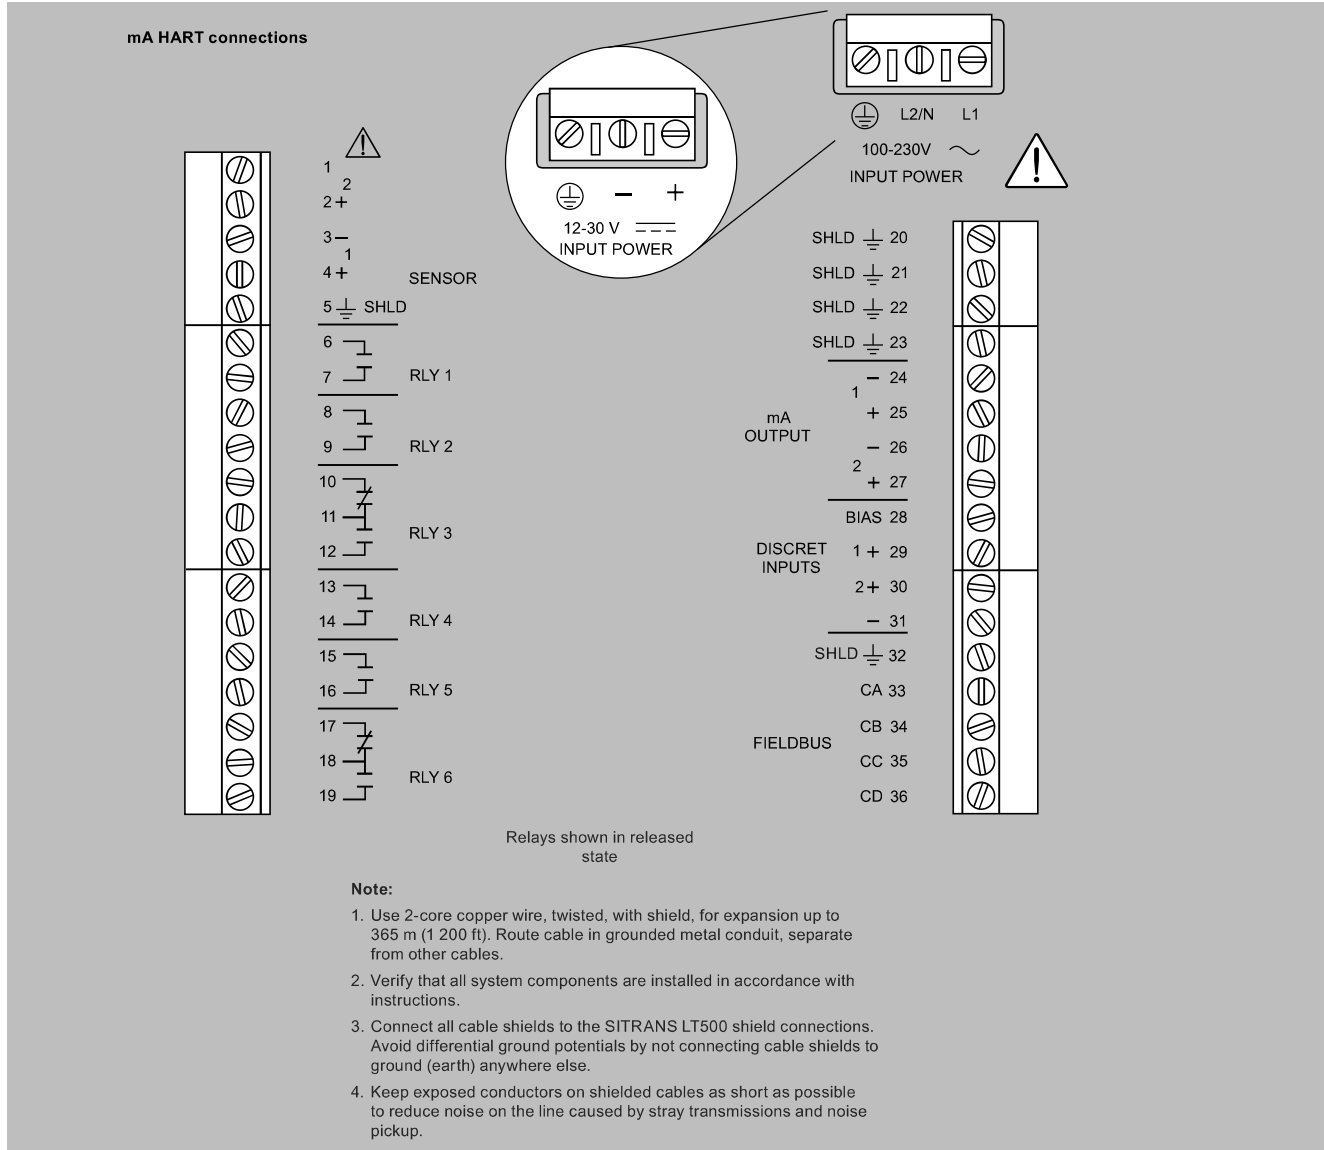 mA HART connections
L2/N L1
100-230V
INPUT POWER
− +
12-30 V
INPUT POWER
1
2
2 +
3 −
1
4 +
SENSOR
5 SHLD
6
7
RLY 1
8
9
RLY 2
10
11
12
RLY 3
13
14
RLY 4
15
16
RLY 5
17
18
19
RLY 6
SHLD 20
SHLD 21
SHLD 22
SHLD 23
− 24
1
+ 25
mA
OUTPUT
− 26
2
+ 27
BIAS 28
DISCRET
INPUTS
1 + 29
2 + 30
− 31
SHLD 32
CA 33
CB 34
FIELDBUS
CC 35
CD 36
Relays shown in released
state
Note:
1. Use 2-core copper wire, twisted, with shield, for expansion up to
365 m (1 200 ft). Route cable in grounded metal conduit, separate
from other cables.
2. Verify that all system components are installed in accordance with
instructions.
3. Connect all cable shields to the SITRANS LT500 shield connections.
Avoid differential ground potentials by not connecting cable shields to
ground (earth) anywhere else.
4. Keep exposed conductors on shielded cables as short as possible
to reduce noise on the line caused by stray transmissions and noise
pickup.